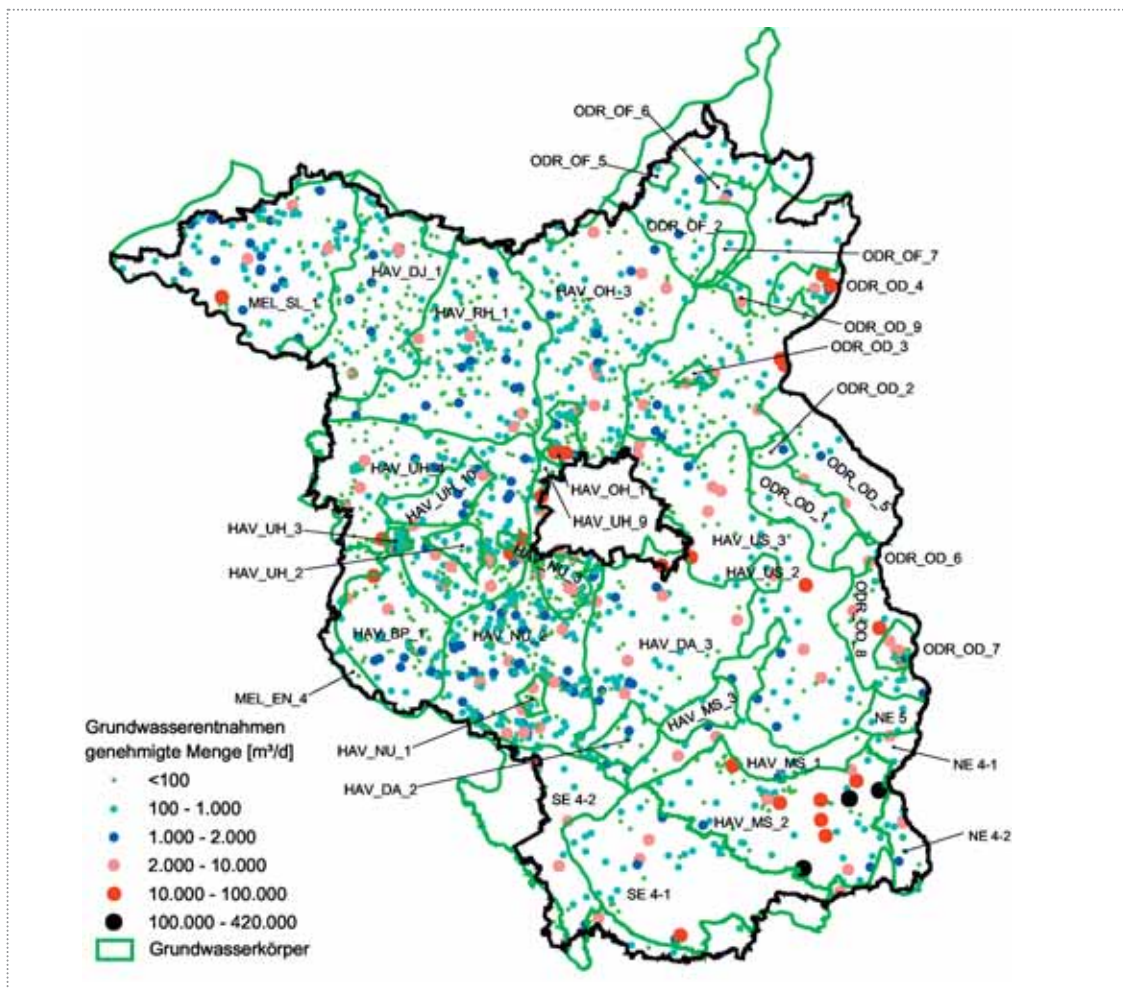 ODR_OF_6
ODR_OF_5
ODR_OF_2
ODR_OF_7
HAV_DJ_1
HAV_OH_3
ODR_OD_4
MEL_SL_1
HAV_RH_1
ODR_OD_9
ODR_OD_3
ODR_OD_2
HAV_UH_4
HAV_UH_10
HAV_OH_1
ODR_OD_1
ODR_OD_5
HAV_UH_3
HAV_UH_9
HAV_UH_2
HAV_NU_3
HAV_US_3
HAV_US_2
ODR_OD_6
ODR_OD_8
HAV_BP_1
HAV_NU_2
HAV_DA_3
ODR_OD_7
MEL_EN_4
HAV_MS_3
NE 5
Grundwasserentnahmen
genehmigte Menge [m³/d]
<100
100 - 1.000
1.000 - 2.000
2.000 - 10.000
10.000 - 100.000
100.000 - 420.000
Grundwasserkörper
HAV_NU_1
HAV_DA_2
HAV_MS_1
NE 4-1
SE 4-2
HAV_MS_2
NE 4-2
SE 4-1